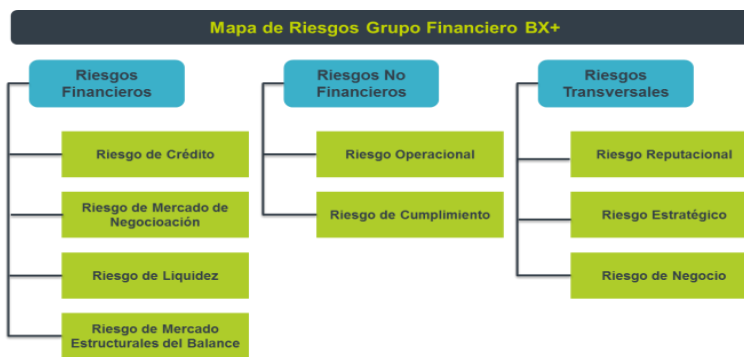 Mapa de Riesgos Grupo Financiero BX+
Riesgos
Financieros
Riesgo de Crédito
Riesgo de Mercado de
Negocioación
Riesgo de Liquidez
Riesgo de Mercado
Estructurales del Balance
Riesgos No
Financieros
Riesgo Operacional
Riesgo de Cumplimiento
Riesgos
Transversales
Riesgo Reputacional
Riesgo Estratégico
Riesgo de Negocio